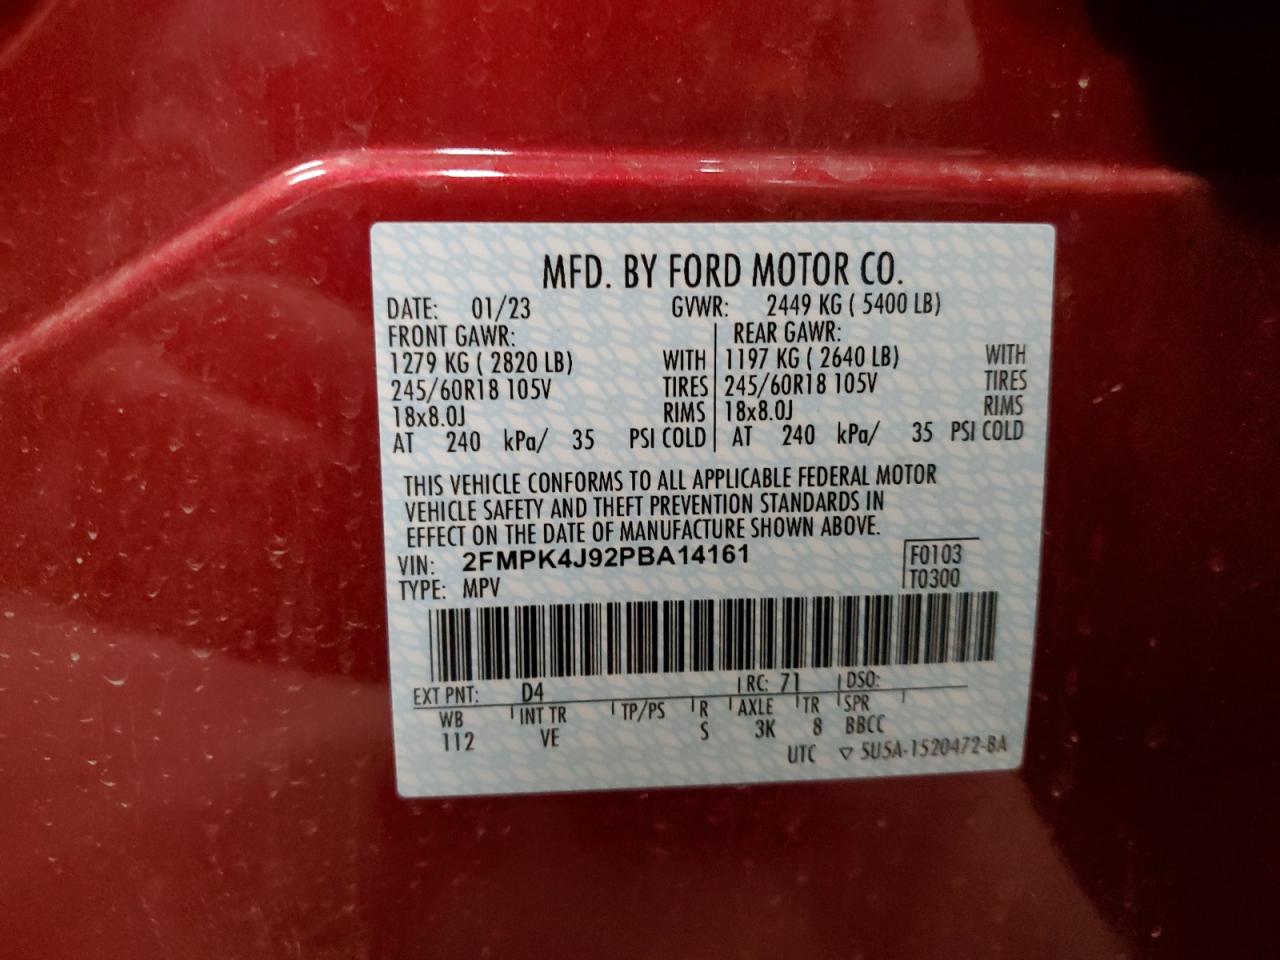 MFD. BY FORD MOTOR CO.
DATE: 01/23 GVWR: 2449 KG ( 5400 LB)
FRONT GAWR: REAR GAWR:
1279 KG ( 2820 LB) WITH 1197 KG ( 2640 LB) WITH
245/60R18 105V TIRES 245/60R18 105V TIRES
18x8.0J RIMS 18x8.0J RIMS
AT 240 kPa/ 35 PSI COLD AT 240 kPa/ 35 PSI COLD
THIS VEHICLE CONFORMS TO ALL APPLICABLE FEDERAL MOTOR
VEHICLE SAFETY AND THEFT PREVENTION STANDARDS IN
EFFECT ON THE DATE OF MANUFACTURE SHOWN ABOVE.
VIN: 2FMPK4J92PBA14161 F0103
TYPE: MPV T0300
EXT PNT: D4 RC: 71 DSO:
WB INT TR TP/PS R AXLE TR SPR
112 VE S 3K 8 BBCC
UTC ▽ 5U5A-1520472-BA